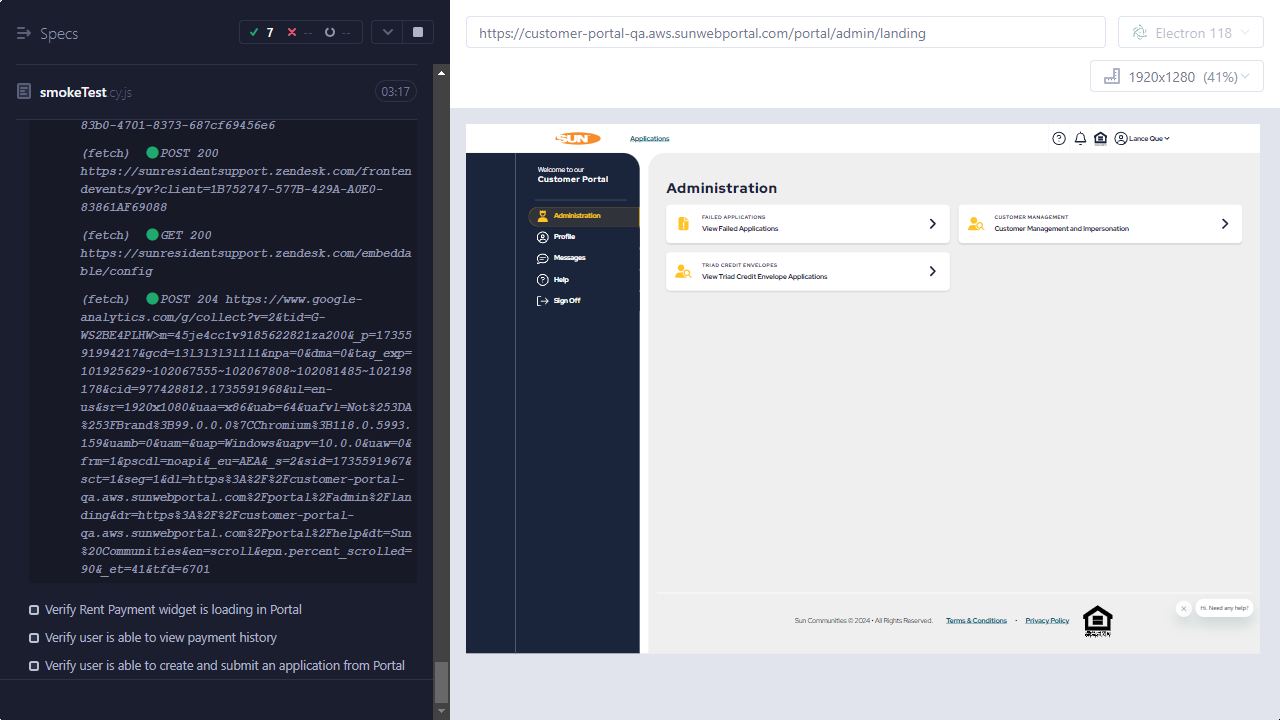 Specs
7
--
--
https://customer-portal-qa.aws.sunwebportal.com/portal/admin/landing
Electron 118
1920x1280 (41%)
smokeTest.cy.js
03:17
83b0-4701-8373-687cf69456e6
(fetch) POST 200
https://sunresidentsupport.zendesk.com/fronten
devents/pv?client=1B752747-577B-429A-A0E0-
83861AF69088
(fetch) GET 200
https://sunresidentsupport.zendesk.com/embedda
ble/config
(fetch) POST 204 https://www.google-
analytics.com/g/collect?v=2&tid=G-
WS2BE4PLHW>m=45je4cc1v9185622821za200&_p=17355
91994217&gcd=13l3l3l3l1l1&npa=0&dma=0&tag_exp=
101925629~102067555~102067808~102081485~102198
178&cid=977428812.1735591968&ul=en-
us&sr=1920x1080&uaa=x86&uab=64&uafvl=Not%253DA
%253FBrand%3B99.0.0.0%7CChromium%3B118.0.5993.
159&uamb=0&uam=&uap=Windows&uapv=10.0.0&uaw=0&
frm=1&pscdl=noapi&_eu=AEA&_s=2&sid=1735591967&
sct=1&seg=1&dl=https%3A%2F%2Fcustomer-portal-
qa.aws.sunwebportal.com%2Fportal%2Fadmin%2Flan
ding&dr=https%3A%2F%2Fcustomer-portal-
qa.aws.sunwebportal.com%2Fportal%2Fhelp&dt=Sun
%20Communities&en=scroll&epn.percent_scrolled=
90&_et=41&tfd=6701
Verify Rent Payment widget is loading in Portal
Verify user is able to view payment history
Verify user is able to create and submit an application from Portal
SUN
Applications
Lance Que
Welcome to our
Customer Portal
Administration
Profile
Messages
Help
Sign Off
Administration
FAILED APPLICATIONS
View Failed Applications
CUSTOMER MANAGEMENT
Customer Management and Impersonation
TRIAD CREDIT ENVELOPES
View Triad Credit Envelope Applications
Sun Communities © 2024 • All Rights Reserved.
Terms & Conditions
•
Privacy Policy
Hi. Need any help?